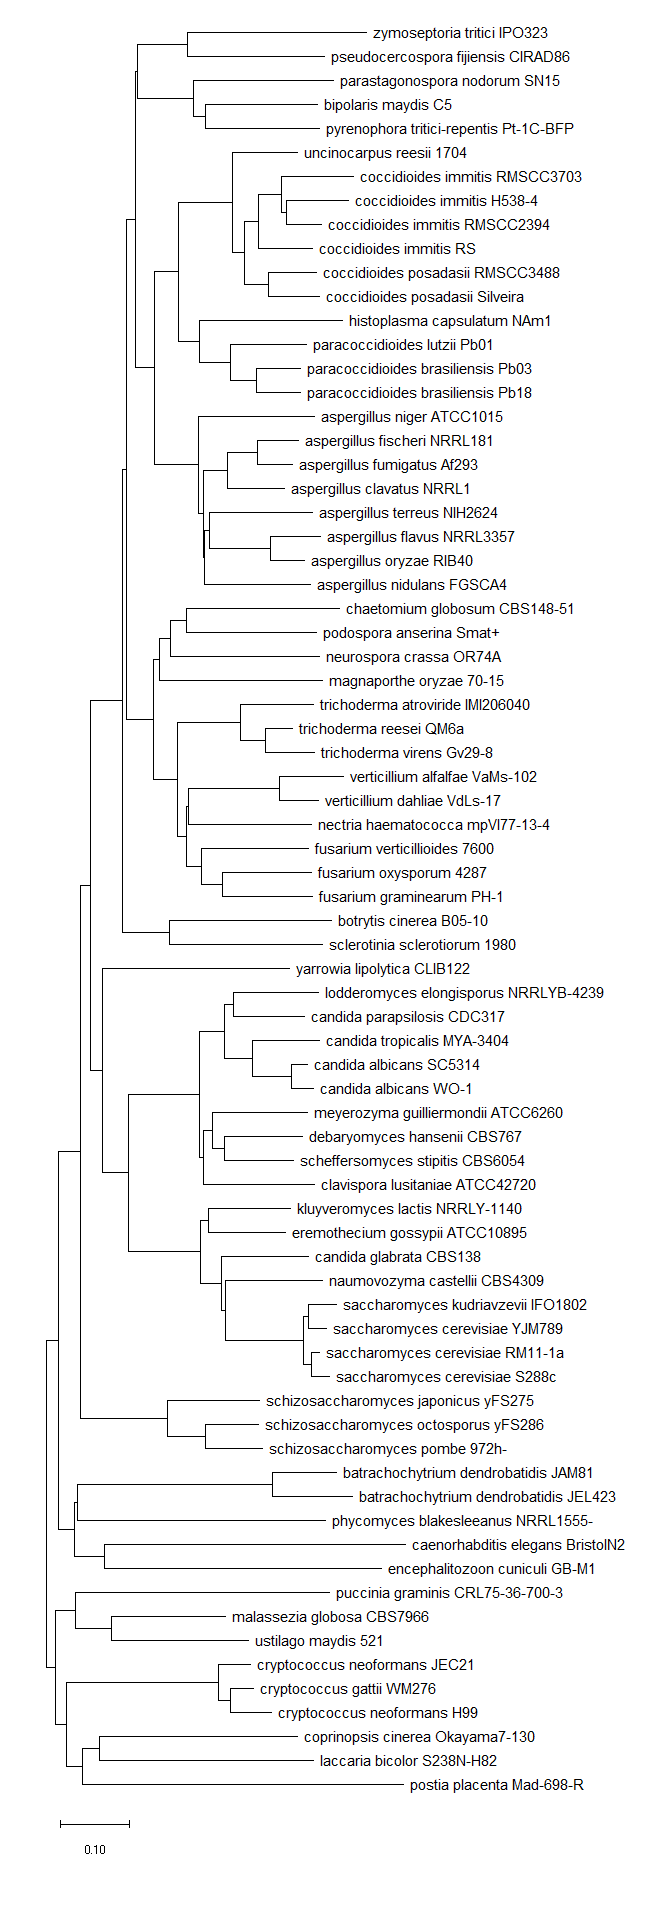 zymoseptoria tritici IPO323
pseudocercospora fijiensis CIRAD86
parastagonospora nodorum SN15
bipolaris maydis C5
pyrenophora tritici-repentis Pt-1C-BFP
uncinocarpus reesii 1704
coccidioides immitis RMSCC3703
coccidioides immitis H538-4
coccidioides immitis RMSCC2394
coccidioides immitis RS
coccidioides posadasii RMSCC3488
coccidioides posadasii Silveira
histoplasma capsulatum NAm1
paracoccidioides lutzii Pb01
paracoccidioides brasiliensis Pb03
paracoccidioides brasiliensis Pb18
aspergillus niger ATCC1015
aspergillus fischeri NRRL181
aspergillus fumigatus Af293
aspergillus clavatus NRRL1
aspergillus terreus NIH2624
aspergillus flavus NRRL3357
aspergillus oryzae RIB40
aspergillus nidulans FGSCA4
chaetomium globosum CBS148-51
podospora anserina Smat+
neurospora crassa OR74A
magnaporthe oryzae 70-15
trichoderma atroviride IMI206040
trichoderma reesei QM6a
trichoderma virens Gv29-8
verticillium alfalfae VaMs-102
verticillium dahliae VdLs-17
nectria haematococca mpVI77-13-4
fusarium verticillioides 7600
fusarium oxysporum 4287
fusarium graminearum PH-1
botrytis cinerea B05-10
sclerotinia sclerotiorum 1980
yarrowia lipolytica CLIB122
lodderomyces elongisporus NRRLYB-4239
candida parapsilosis CDC317
candida tropicalis MYA-3404
candida albicans SC5314
candida albicans WO-1
meyerozyma guilliermondii ATCC6260
debaryomyces hansenii CBS767
scheffersomyces stipitis CBS6054
clavispora lusitaniae ATCC42720
kluyveromyces lactis NRRLY-1140
eremothecium gossypii ATCC10895
candida glabrata CBS138
naumovozyma castellii CBS4309
saccharomyces kudriavzevii IFO1802
saccharomyces cerevisiae YJM789
saccharomyces cerevisiae RM11-1a
saccharomyces cerevisiae S288c
schizosaccharomyces japonicus yFS275
schizosaccharomyces octosporus yFS286
schizosaccharomyces pombe 972h-
batrachochytrium dendrobatidis JAM81
batrachochytrium dendrobatidis JEL423
phycomyces blakesleeanus NRRL1555-
caenorhabditis elegans BristolN2
encephalitozoon cuniculi GB-M1
puccinia graminis CRL75-36-700-3
malassezia globosa CBS7966
ustilago maydis 521
cryptococcus neoformans JEC21
cryptococcus gattii WM276
cryptococcus neoformans H99
coprinopsis cinerea Okayama7-130
laccaria bicolor S238N-H82
postia placenta Mad-698-R
0.10